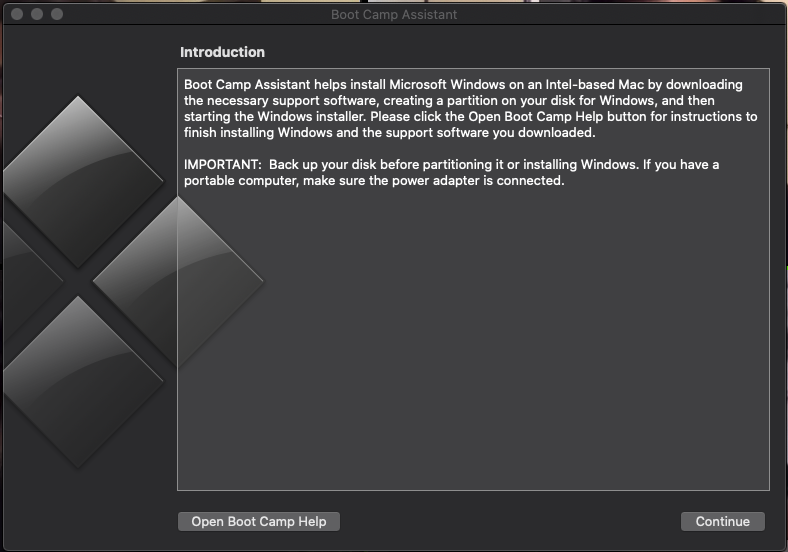 Boot Camp Assistant
Introduction
Boot Camp Assistant helps install Microsoft Windows on an Intel-based Mac by downloading
the necessary support software, creating a partition on your disk for Windows, and then
starting the Windows installer. Please click the Open Boot Camp Help button for instructions to
finish installing Windows and the support software you downloaded.
IMPORTANT:  Back up your disk before partitioning it or installing Windows. If you have a
portable computer, make sure the power adapter is connected.
Open Boot Camp Help
Continue